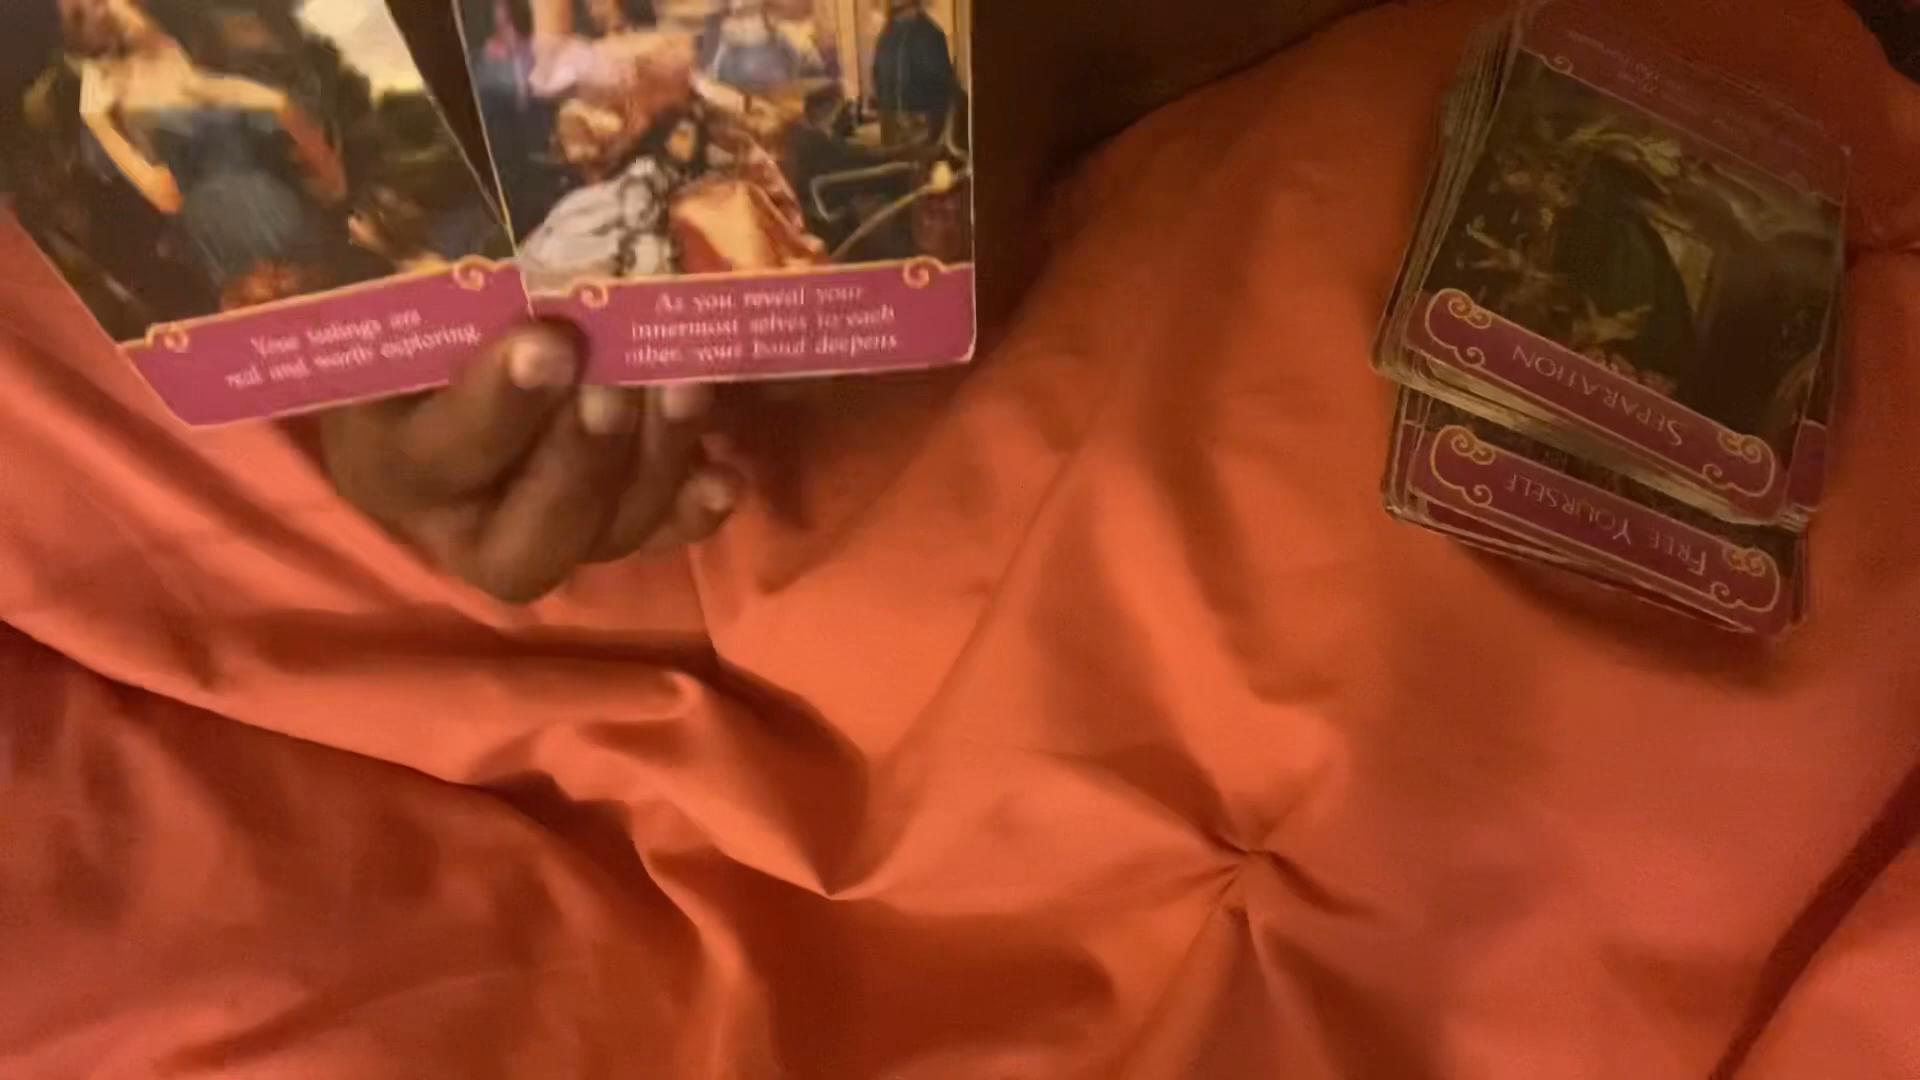 Your feelings are
real and worth exploring.
As you reveal your
innermost selves to each
other, your bond deepens
SEPARATION
FREE YOURSELF